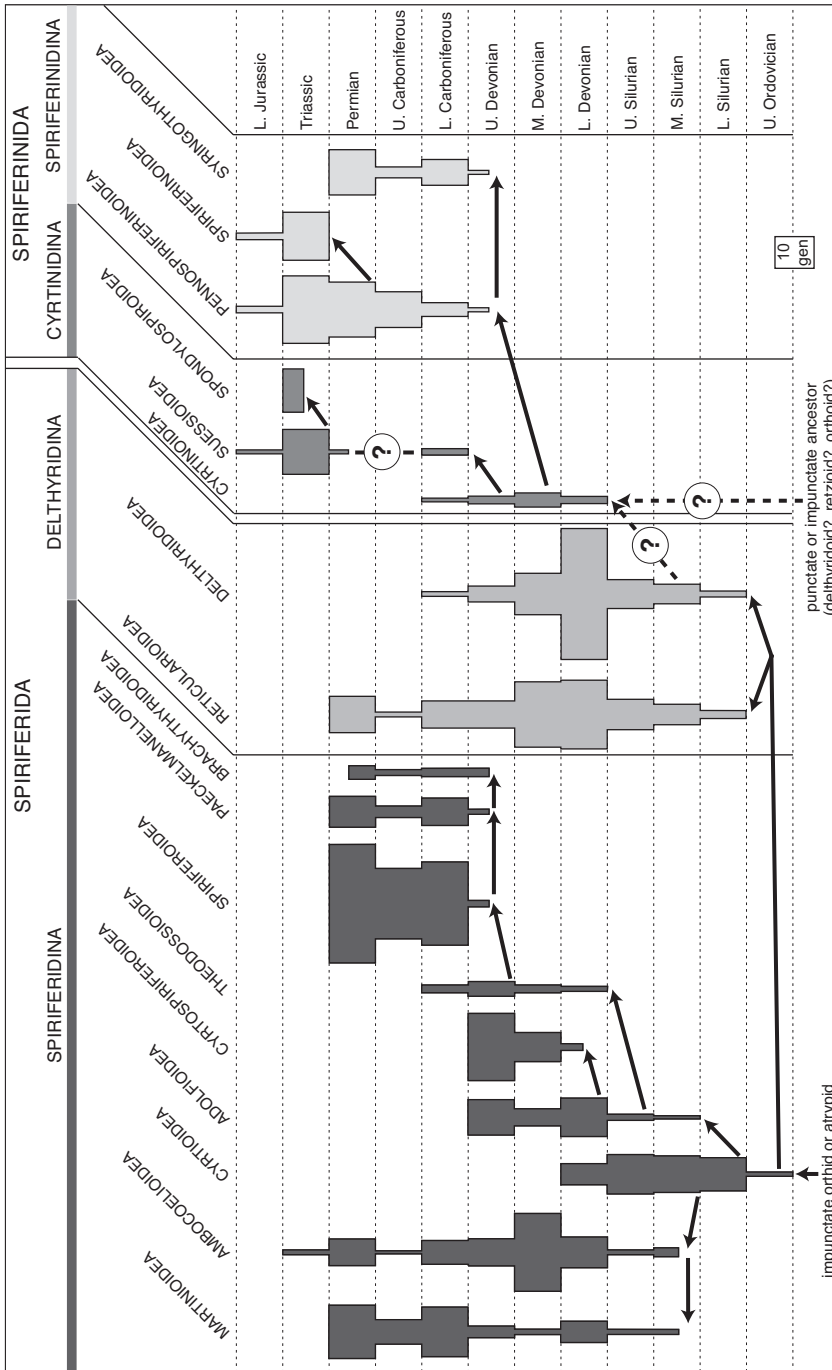 SPIRIFERIDA
SPIRIFERINIDA
SPIRIFERIDINA
DELTHYRIDINA
CYRTINIDINA
SPIRIFERINIDINA
MARTINIOIDEA
AMBOCOELIOIDEA
CYRTIOIDEA
ADOLFIOIDEA
CYRTOSPIRIFEROIDEA
THEODOSSIOIDEA
SPIRIFEROIDEA
PAECKELMANELLOIDEA
BRACHYTHYRIDOIDEA
RETICULARIOIDEA
DELTHYRIDOIDEA
CYRTINOIDEA
SUESSIOIDEA
SPONDYLOSPIROIDEA
PENNOSPIRIFERINOIDEA
SPIRIFERINOIDEA
SYRINGOTHYRIDOIDEA
L. Jurassic
Triassic
Permian
U. Carboniferous
L. Carboniferous
U. Devonian
M. Devonian
L. Devonian
U. Silurian
M. Silurian
L. Silurian
U. Ordovician
?
?
?
10
gen
impunctate orthid or atrypid
punctate or impunctate ancestor
(delthyridoid?, retzioid?, orthoid?)